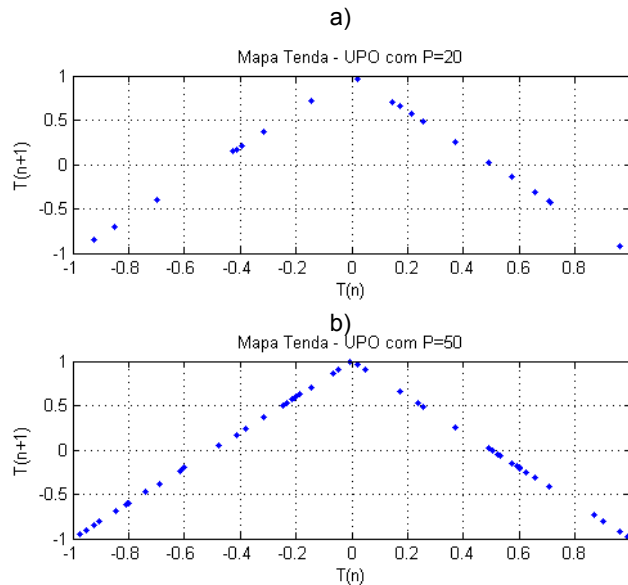 a)
Mapa Tenda - UPO com P=20
1
0.5
0
-0.5
-1
T(n+1)
-1 -0.8 -0.6 -0.4 -0.2 0 0.2 0.4 0.6 0.8
T(n)
b)
Mapa Tenda - UPO com P=50
1
0.5
0
-0.5
-1
T(n+1)
-1 -0.8 -0.6 -0.4 -0.2 0 0.2 0.4 0.6 0.8
T(n)